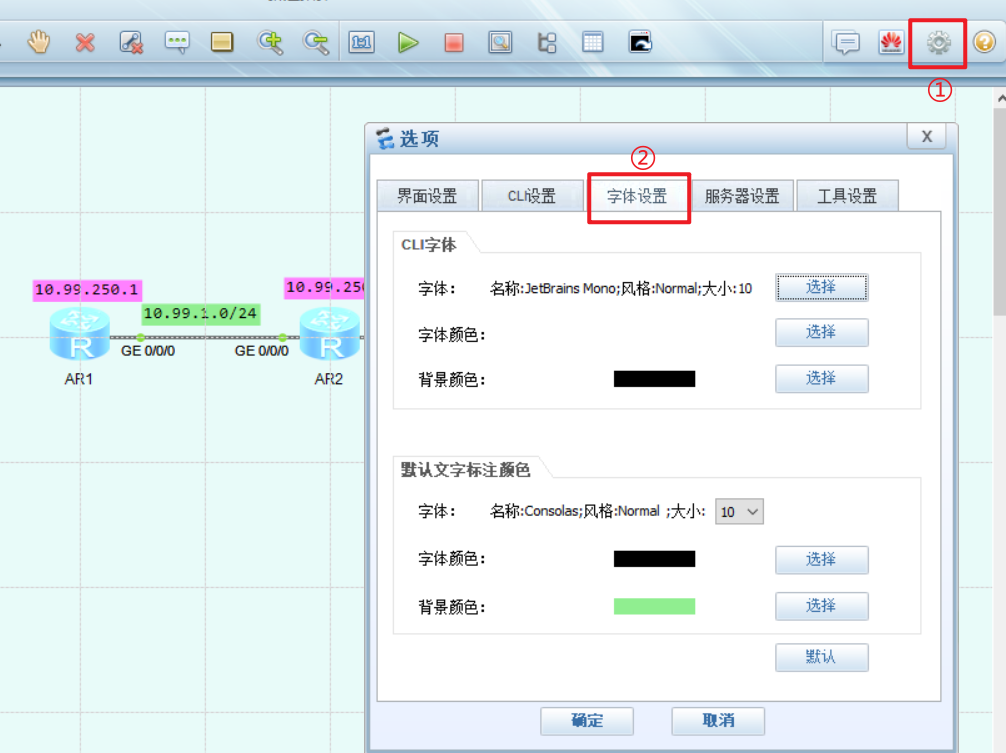 1:1
①
选项
X
②
界面设置
CLI设置
字体设置
服务器设置
工具设置
CLI字体
字体: 名称:JetBrains Mono;风格:Normal;大小:10 选择
字体颜色: 选择
背景颜色: 选择
默认文字标注颜色
字体: 名称:Consolas;风格:Normal ;大小: 10
字体颜色: 选择
背景颜色: 选择
默认
确定
取消
10.99.250.1
10.99.1.0/24
R
GE 0/0/0
AR1
10.99.250
R
GE 0/0/0
AR2